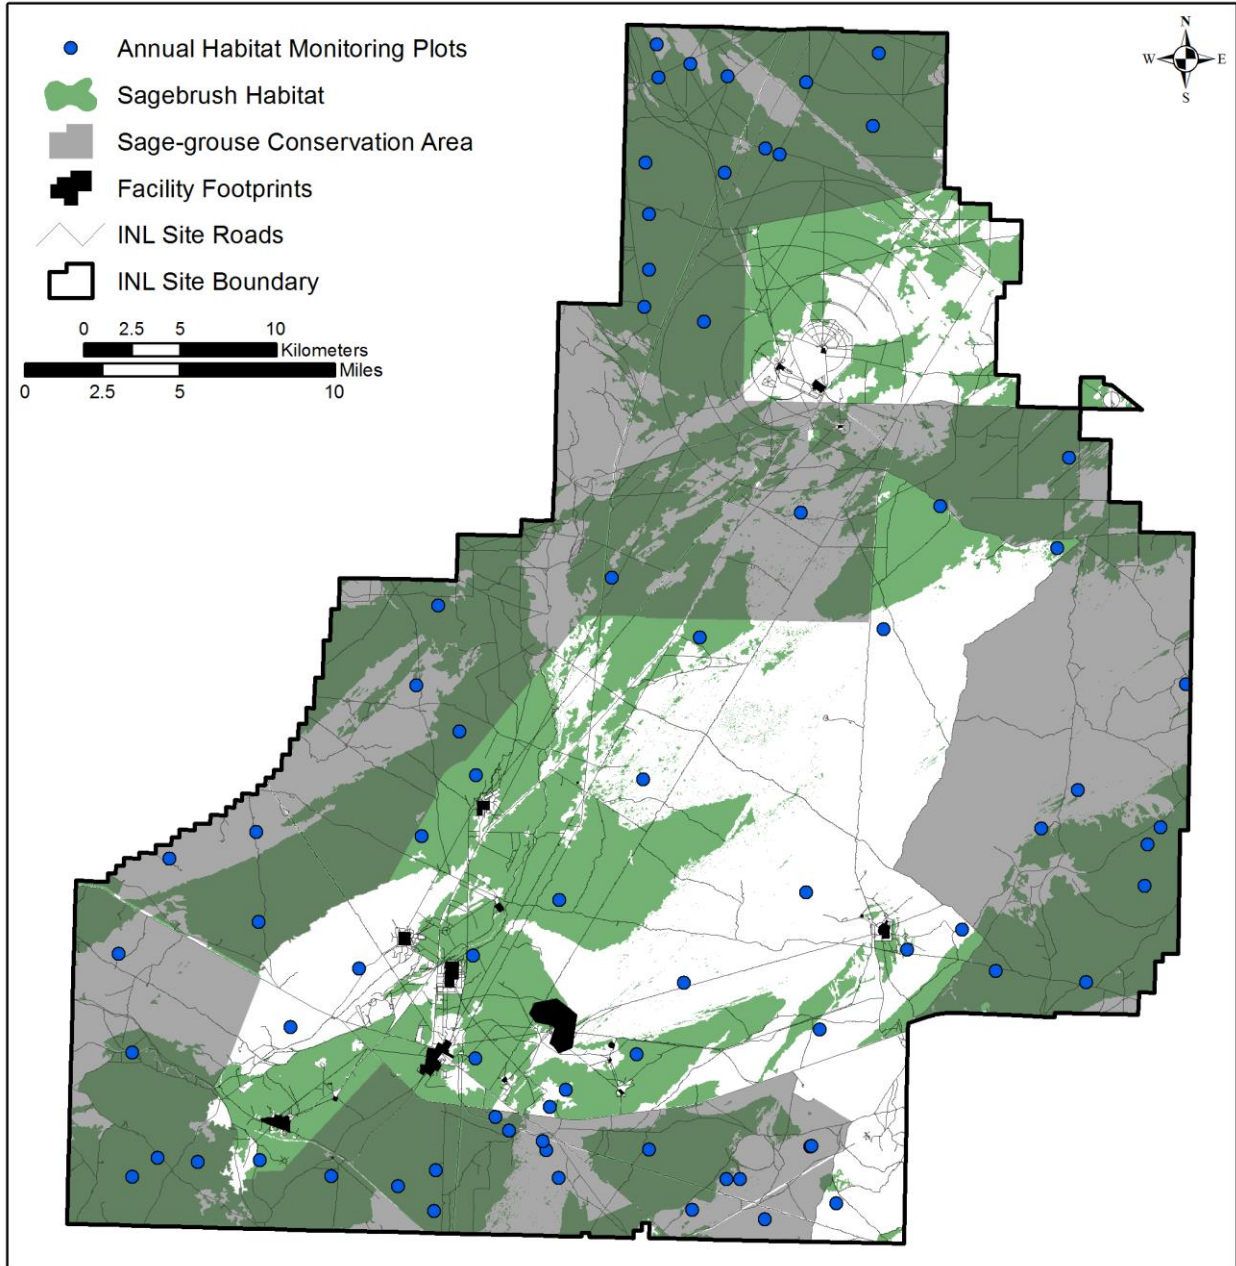 Annual Habitat Monitoring Plots
Sagebrush Habitat
Sage-grouse Conservation Area
Facility Footprints
INL Site Roads
INL Site Boundary
0 2.5 5 10
Kilometers
Miles
0 2.5 5 10
N
W E
S